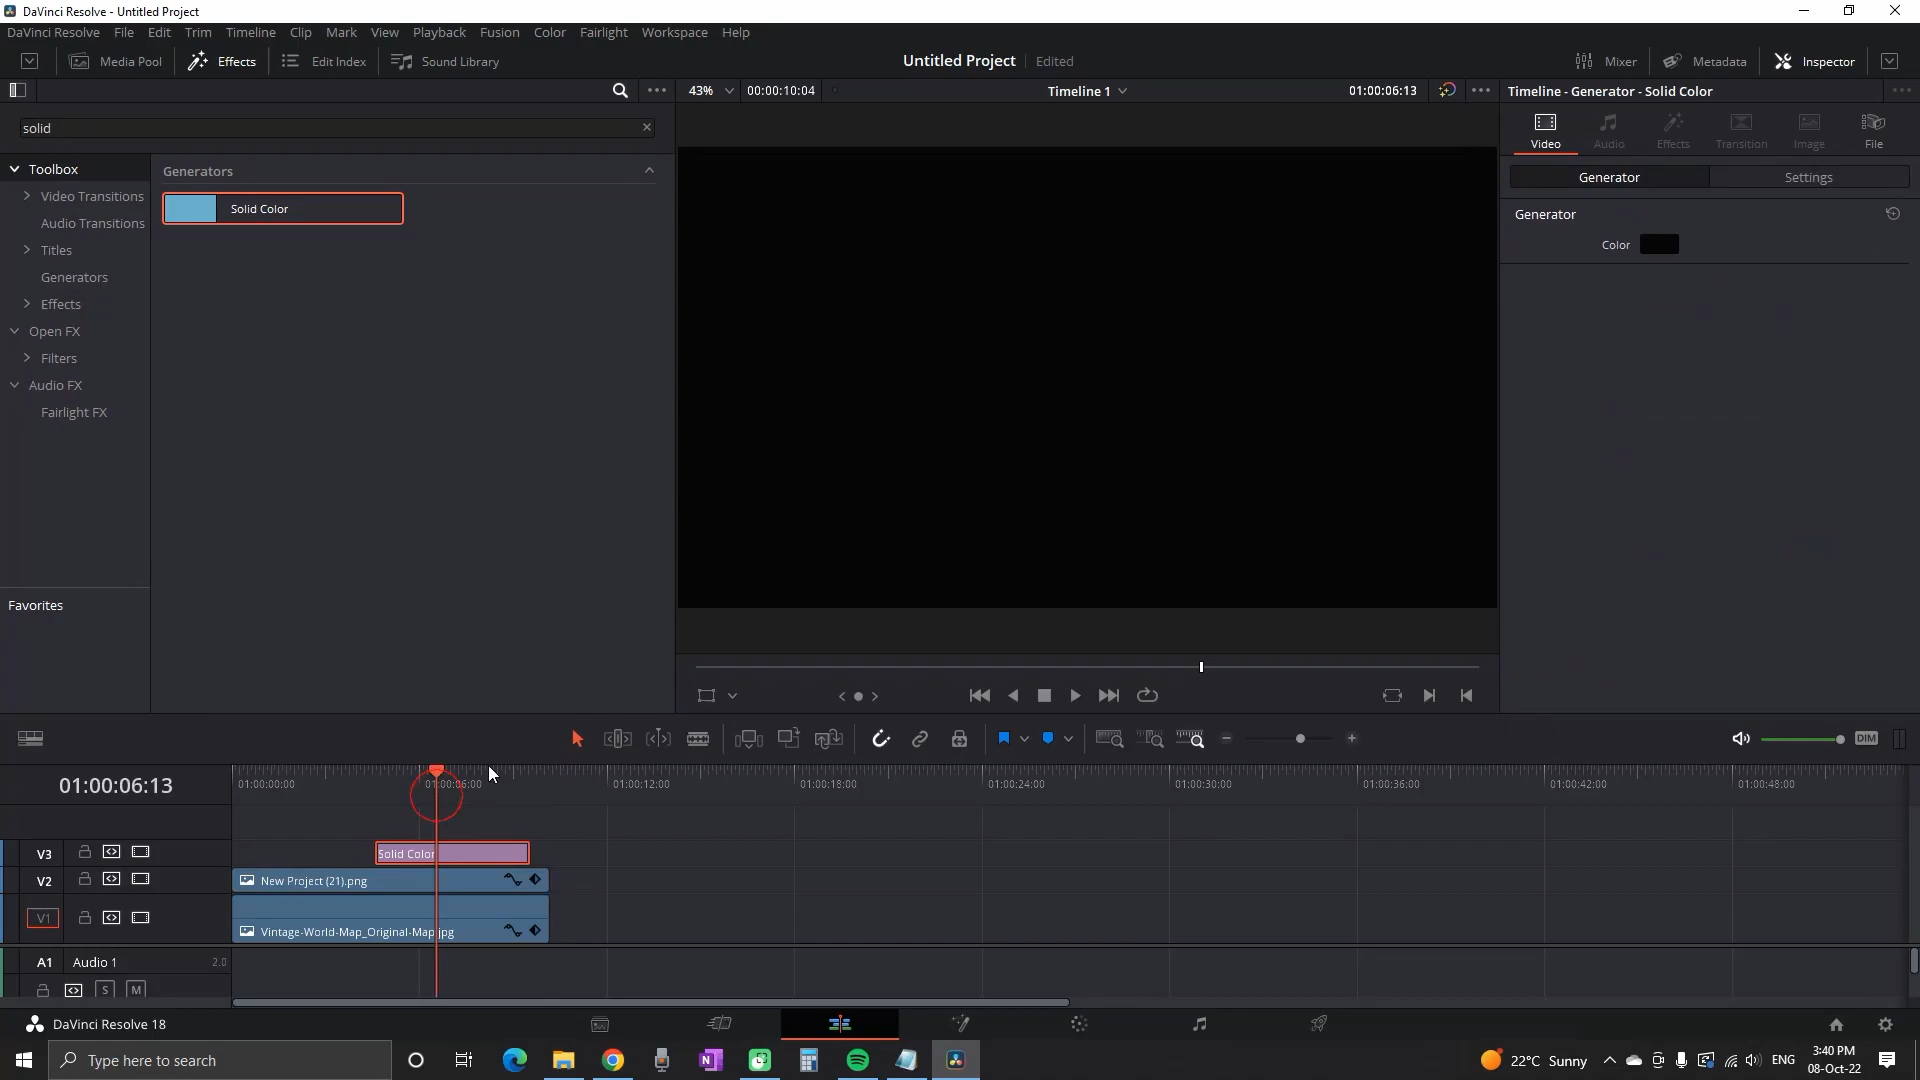 DaVinci Resolve - Untitled Project
DaVinci Resolve File Edit Trim Timeline Clip Mark View Playback Fusion Color Fairlight Workspace Help
Media Pool Effects Edit Index Sound Library Untitled Project Edited Mixer Metadata Inspector
43% 00:00:10:04 Timeline 1 01:00:06:13 Timeline - Generator - Solid Color
solid
Video Audio Effects Transition Image File
Toolbox
Generators
Generator Settings
Video Transitions
Solid Color
Generator
Audio Transitions
Color
Titles
Generators
Effects
Open FX
Filters
Audio FX
Fairlight FX
Favorites
DIM
01:00:06:13
01:00:00:00 01:00:06:00 01:00:12:00 01:00:18:00 01:00:24:00 01:00:30:00 01:00:36:00 01:00:42:00 01:00:48:00
V3 Solid Color
V2 New Project (21).png
V1 Vintage-World-Map_Original-Map.jpg
A1 Audio 1 2.0
S M
DaVinci Resolve 18
Type here to search
22°C Sunny ENG 3:40 PM
08-Oct-22